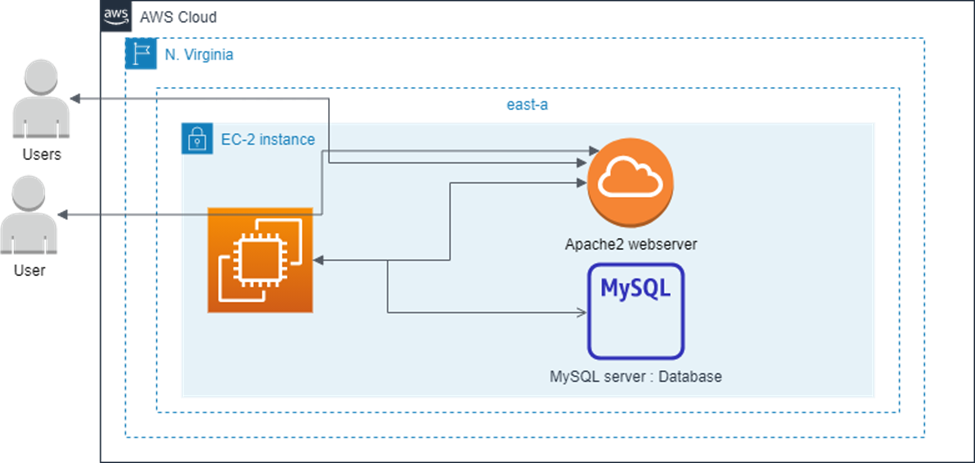 aws
AWS Cloud
N. Virginia
east-a
EC-2 instance
Users
User
Apache2 webserver
MySQL
MySQL server : Database